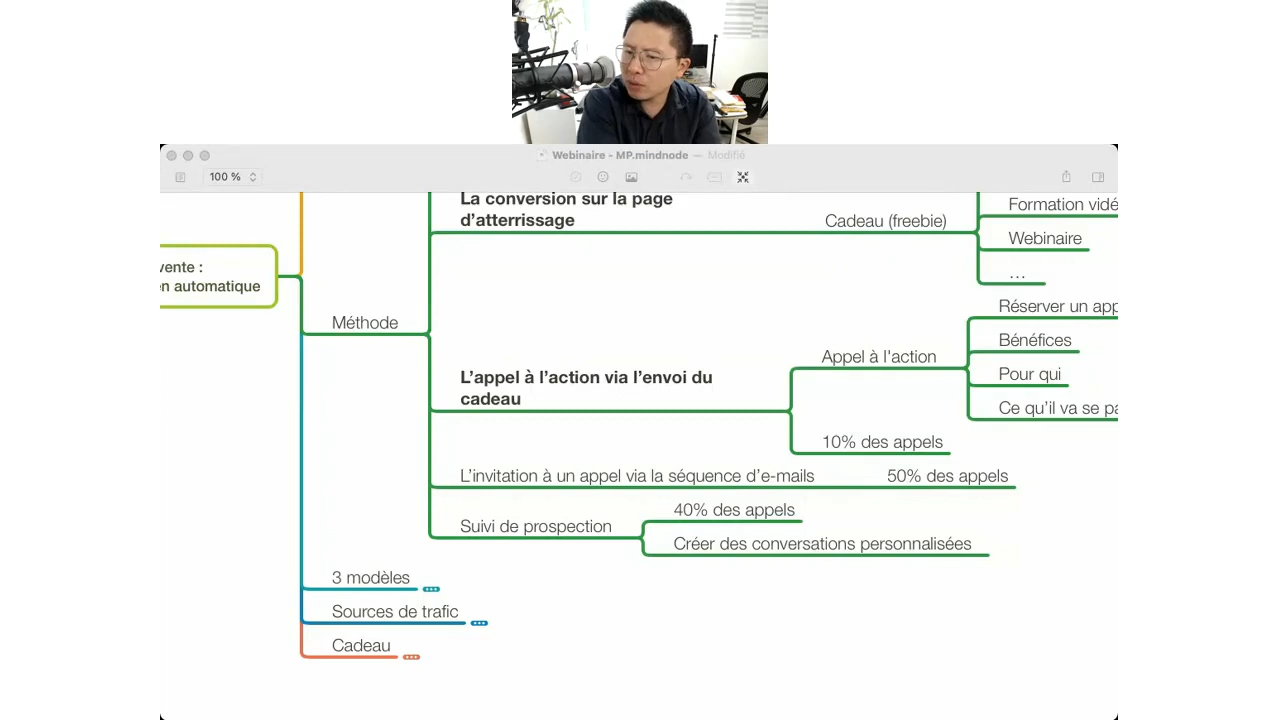 Webinaire - MP.mindnode — Modifié
100 %
La conversion sur la page
d’atterrissage
Cadeau (freebie)
Formation vidé
Webinaire
…
vente :
en automatique
Méthode
Réserver un app
Bénéfices
Appel à l'action
Pour qui
L’appel à l’action via l’envoi du
cadeau
Ce qu’il va se pa
10% des appels
L’invitation à un appel via la séquence d’e-mails
50% des appels
40% des appels
Suivi de prospection
Créer des conversations personnalisées
3 modèles
Sources de trafic
Cadeau